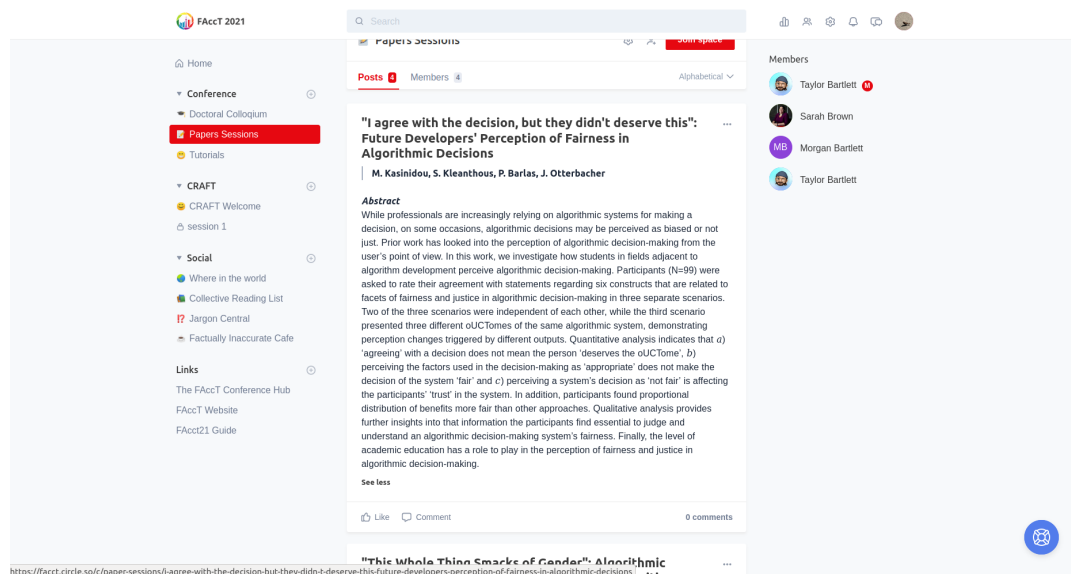 FAccT 2021
Search
Home
Conference
Doctoral Colloqium
Papers Sessions
Tutorials
CRAFT
CRAFT Welcome
session 1
Social
Where in the world
Collective Reading List
Jargon Central
Factually Inaccurate Cafe
Links
The FAccT Conference Hub
FAccT Website
FAcct21 Guide
Papers Sessions
Join space
Posts 4
Members 4
Alphabetical
"I agree with the decision, but they didn't deserve this":
Future Developers' Perception of Fairness in
Algorithmic Decisions
M. Kasinidou, S. Kleanthous, P. Barlas, J. Otterbacher
Abstract
While professionals are increasingly relying on algorithmic systems for making a
decision, on some occasions, algorithmic decisions may be perceived as biased or not
just. Prior work has looked into the perception of algorithmic decision-making from the
user's point of view. In this work, we investigate how students in fields adjacent to
algorithm development perceive algorithmic decision-making. Participants (N=99) were
asked to rate their agreement with statements regarding six constructs that are related to
facets of fairness and justice in algorithmic decision-making in three separate scenarios.
Two of the three scenarios were independent of each other, while the third scenario
presented three different oUCTomes of the same algorithmic system, demonstrating
perception changes triggered by different outputs. Quantitative analysis indicates that a)
‘agreeing’ with a decision does not mean the person ‘deserves the oUCTome’, b)
perceiving the factors used in the decision-making as ‘appropriate’ does not make the
decision of the system ‘fair’ and c) perceiving a system's decision as ‘not fair’ is affecting
the participants’ ‘trust’ in the system. In addition, participants found proportional
distribution of benefits more fair than other approaches. Qualitative analysis provides
further insights into that information the participants find essential to judge and
understand an algorithmic decision-making system's fairness. Finally, the level of
academic education has a role to play in the perception of fairness and justice in
algorithmic decision-making.
See less
Like
Comment
0 comments
"This Whole Thing Smacks of Gender": Algorithmic
Members
Taylor Bartlett M
Sarah Brown
MB Morgan Bartlett
Taylor Bartlett
https://facct.circle.so/c/paper-sessions/i-agree-with-the-decision-but-they-didn-t-deserve-this-future-developers-perception-of-fairness-in-algorithmic-decisions